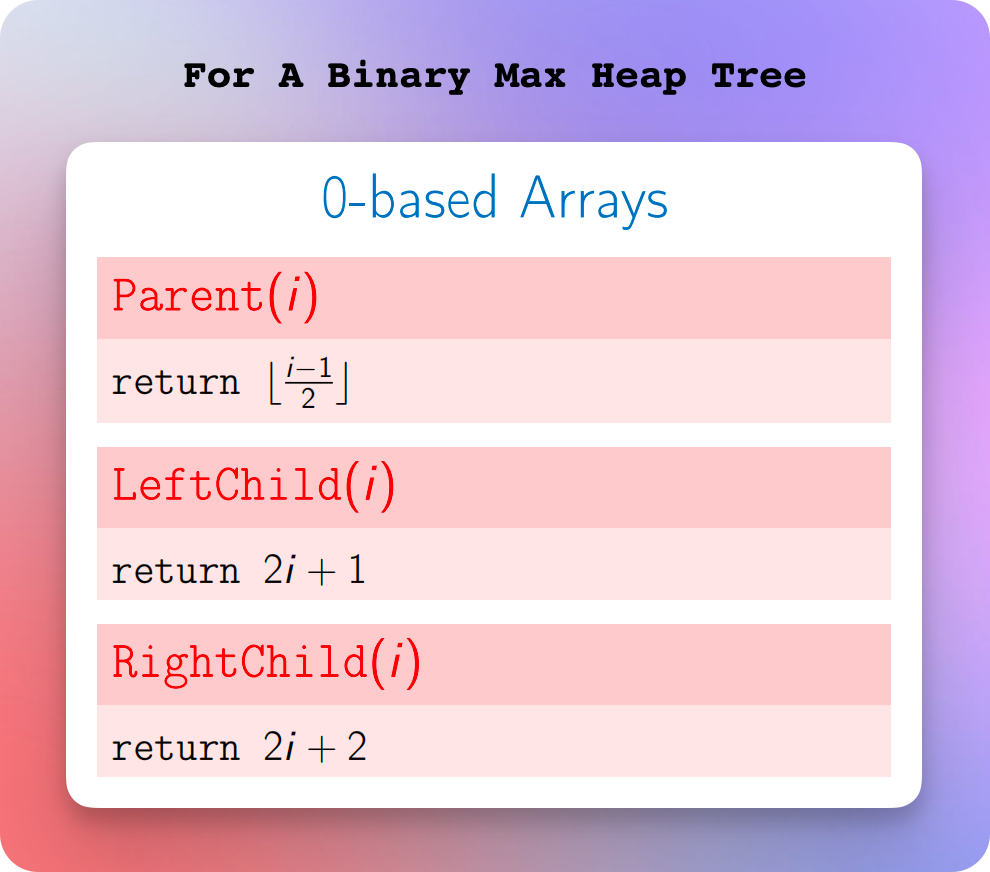 For A Binary Max Heap Tree
0-based Arrays
Parent(i)
return ⌊(i−1)/2⌋
LeftChild(i)
return 2i + 1
RightChild(i)
return 2i + 2